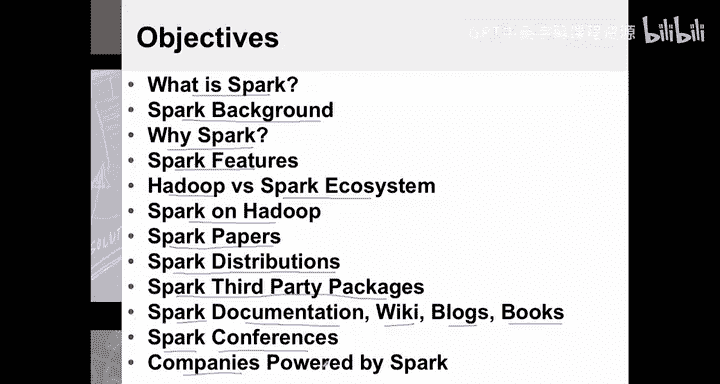 Objectives
bilibili
• What is Spark?
• Spark Background
• Why Spark?
• Spark Features
• Hadoop vs Spark Ecosystem
• Spark on Hadoop
• Spark Papers
• Spark Distributions
• Spark Third Party Packages
• Spark Documentation, Wiki, Blogs, Books
• Spark Conferences
• Companies Powered by Spark